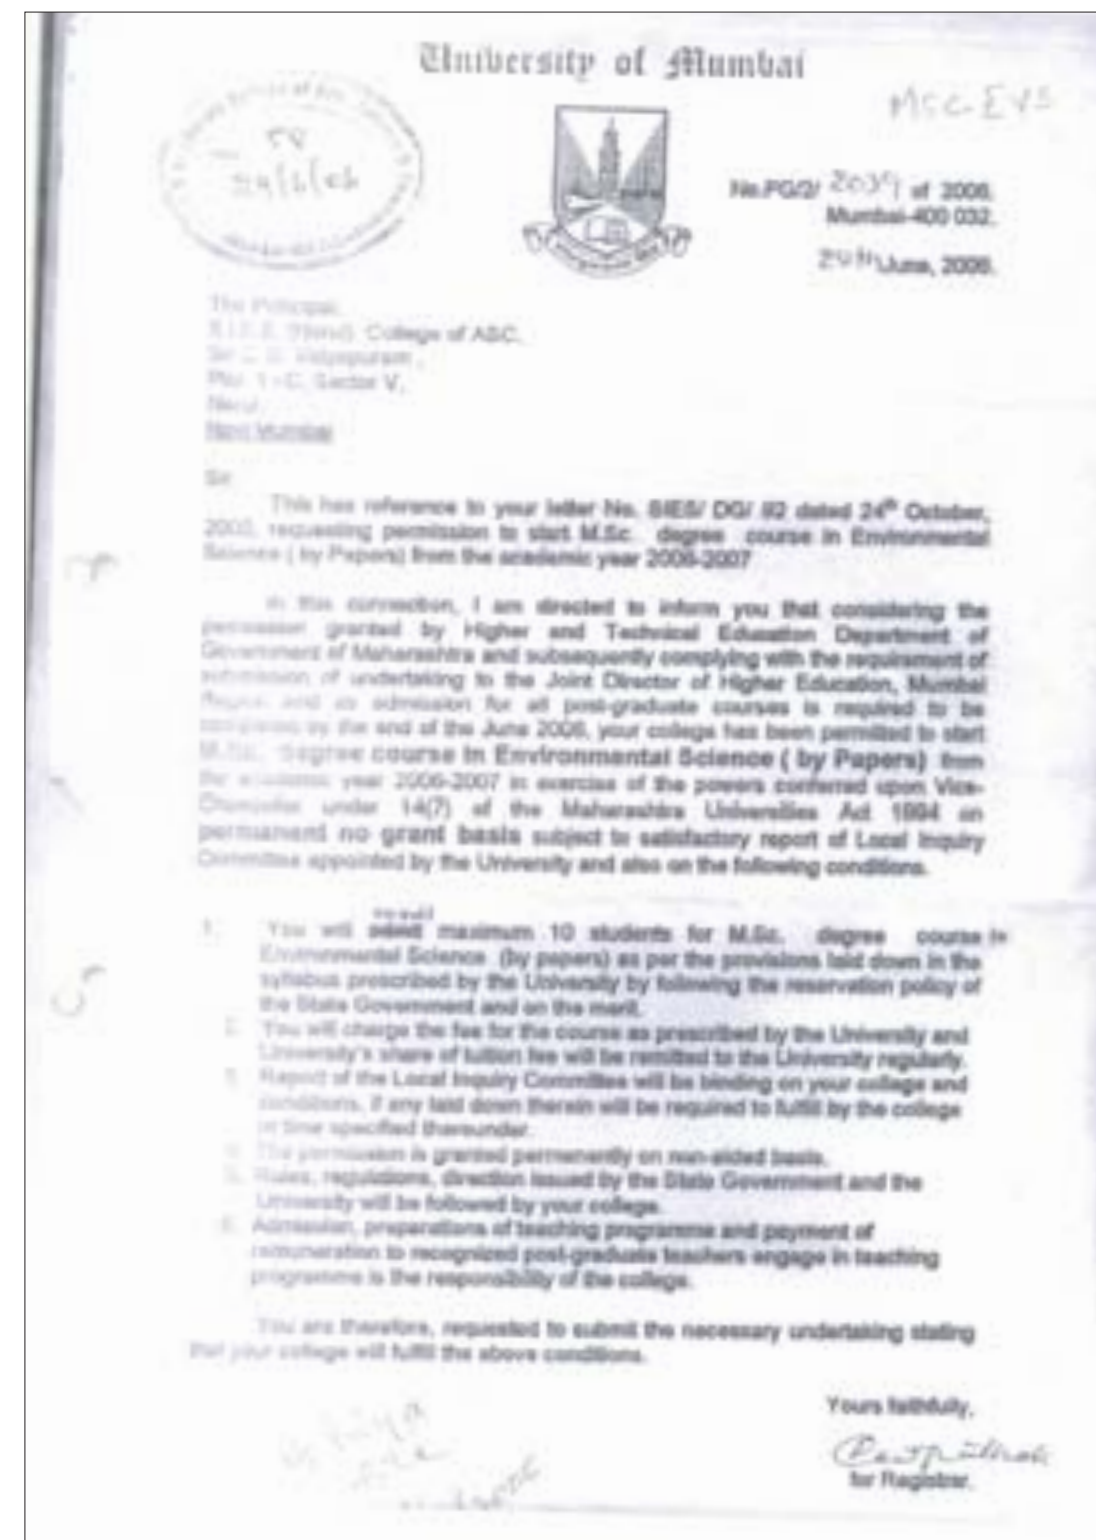 University of Mumbai
MSC-EVS
No.PG/2/ 2039 of 2006.
Mumbai-400 032.
June, 2006.
The Principal,
College of ASC,
Sector V,
Navi Mumbai
Sir
This has reference to your letter No. SIES/ DG/ 92 dated 24th October,
requesting permission to start M.Sc. degree course in Environmental
Science ( by Papers) from the academic year 2006-2007
In this connection, I am directed to inform you that considering the
permission granted by Higher and Technical Education Department of
Government of Maharashtra and subsequently complying with the requirement of
submission of undertaking to the Joint Director of Higher Education, Mumbai
Region and as admission for all post-graduate courses is required to be
completed by the end of the June 2006, your college has been permitted to start
M.Sc. degree course in Environmental Science ( by Papers) from
the academic year 2006-2007 in exercise of the powers conferred upon Vice-
Chancellor under 14(7) of the Maharashtra Universities Act 1994 on
permanent no grant basis subject to satisfactory report of Local Inquiry
Committee appointed by the University and also on the following conditions.
1. You will admit maximum 10 students for M.Sc. degree course in
Environmental Science (by papers) as per the provisions laid down in the
syllabus prescribed by the University by following the reservation policy of
the State Government and on the merit.
2. You will charge the fee for the course as prescribed by the University and
University's share of tuition fee will be remitted to the University regularly.
3. Report of the Local Inquiry Committee will be binding on your college and
conditions, if any laid down therein will be required to fulfill by the college
in time specified thereunder.
4. The permission is granted permanently on non-aided basis.
5. Rules, regulations, direction issued by the State Government and the
University will be followed by your college.
6. Admission, preparations of teaching programme and payment of
remuneration to recognized post-graduate teachers engage in teaching
programme is the responsibility of the college.
You are therefore, requested to submit the necessary undertaking stating
that your college will fulfill the above conditions.
Yours faithfully,
for Registrar.